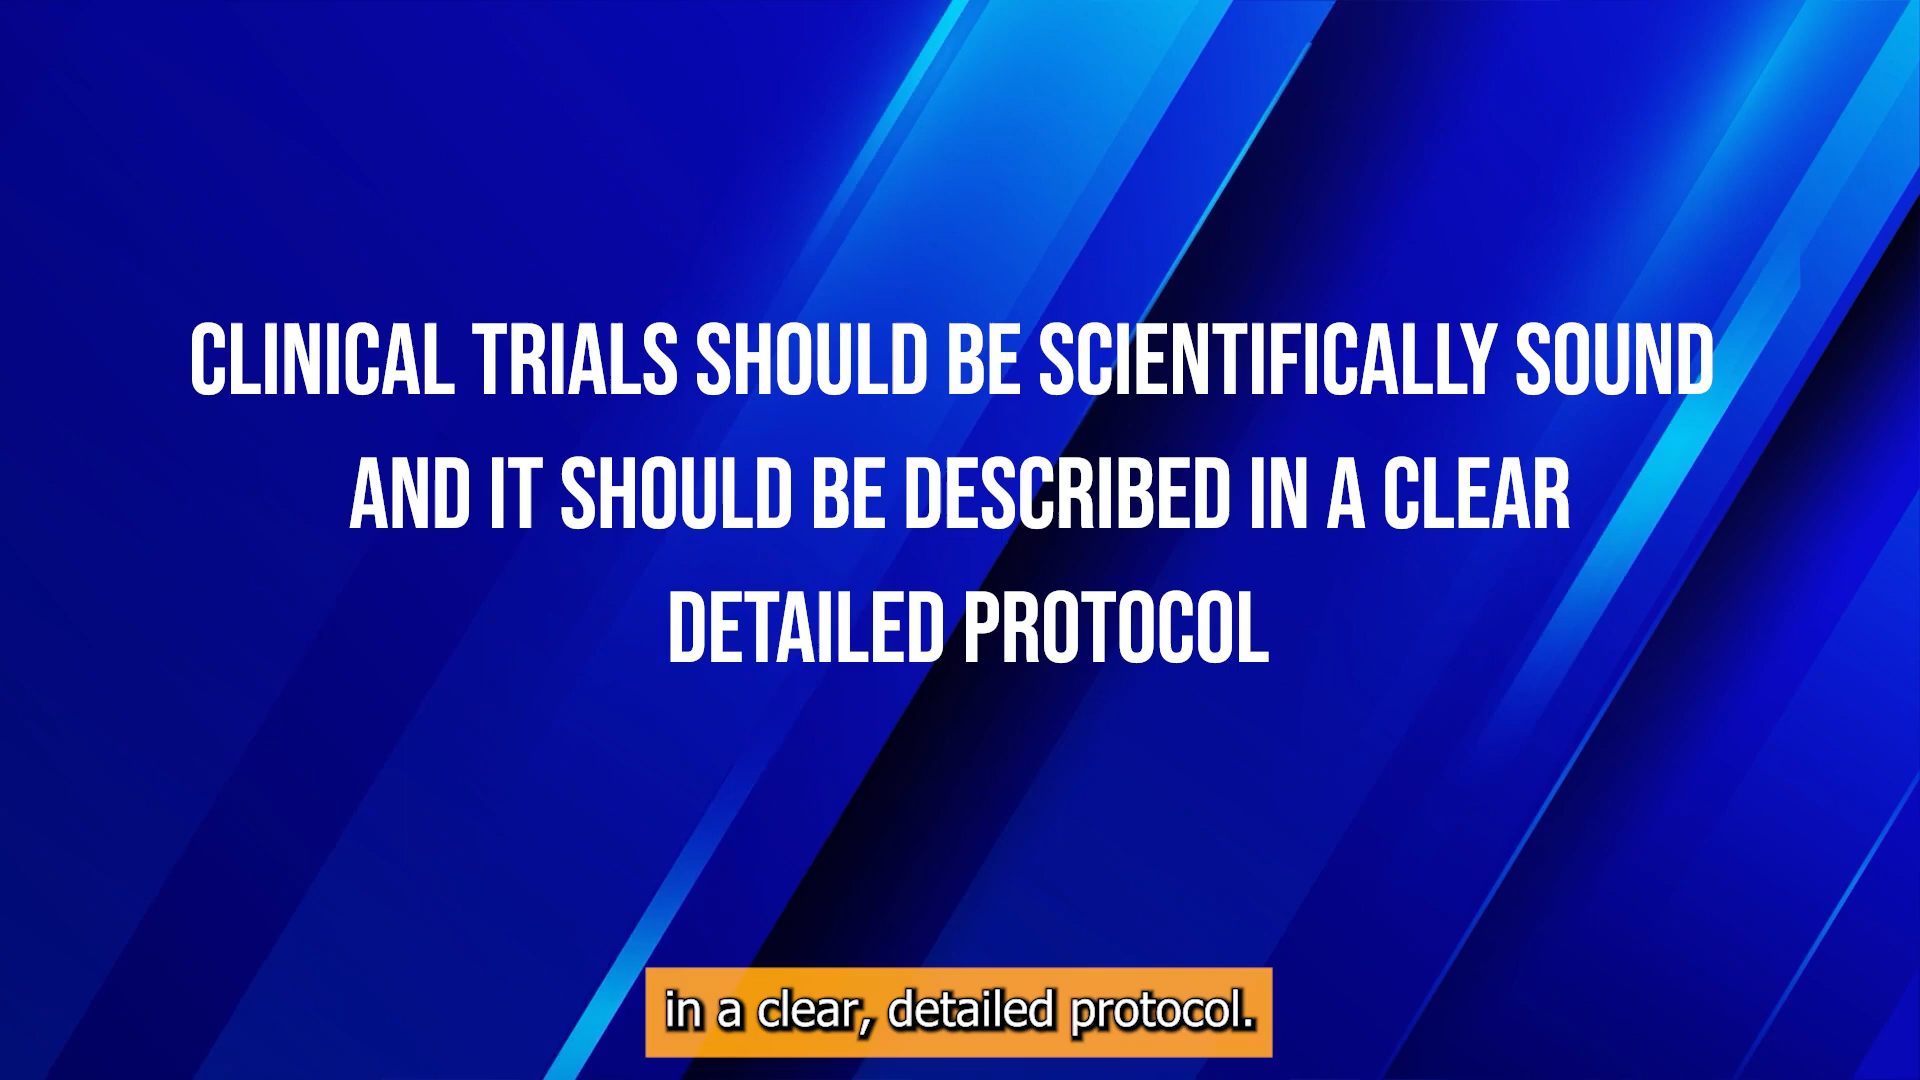 CLINICAL TRIALS SHOULD BE SCIENTIFICALLY SOUND
AND IT SHOULD BE DESCRIBED IN A CLEAR
DETAILED PROTOCOL
in a clear, detailed protocol.